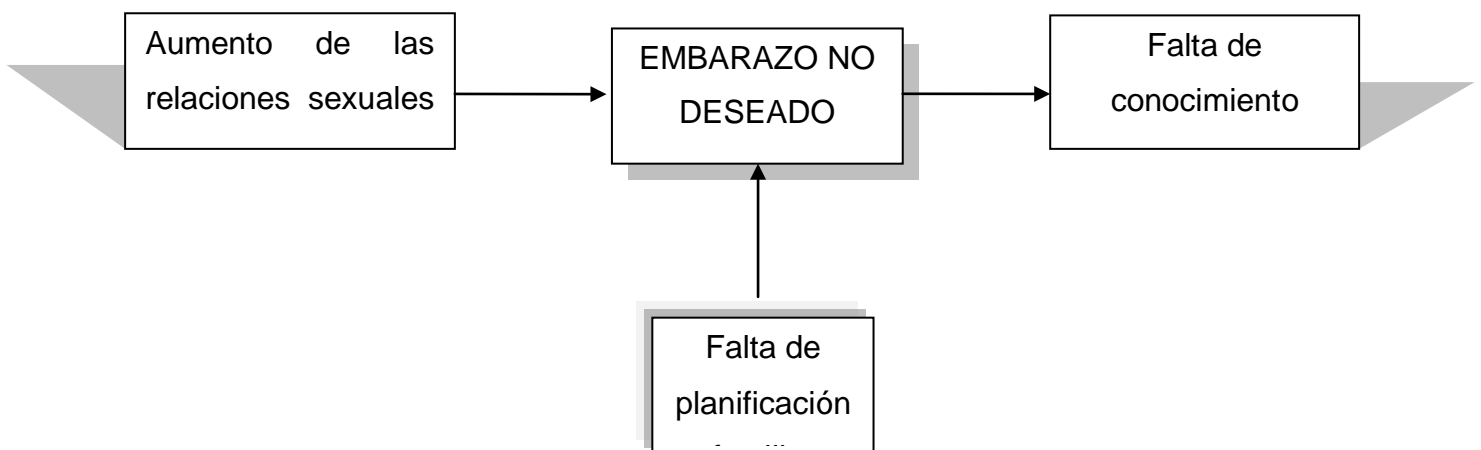 Aumento de las
relaciones sexuales
EMBARAZO NO
DESEADO
Falta de
conocimiento
Falta de
planificación